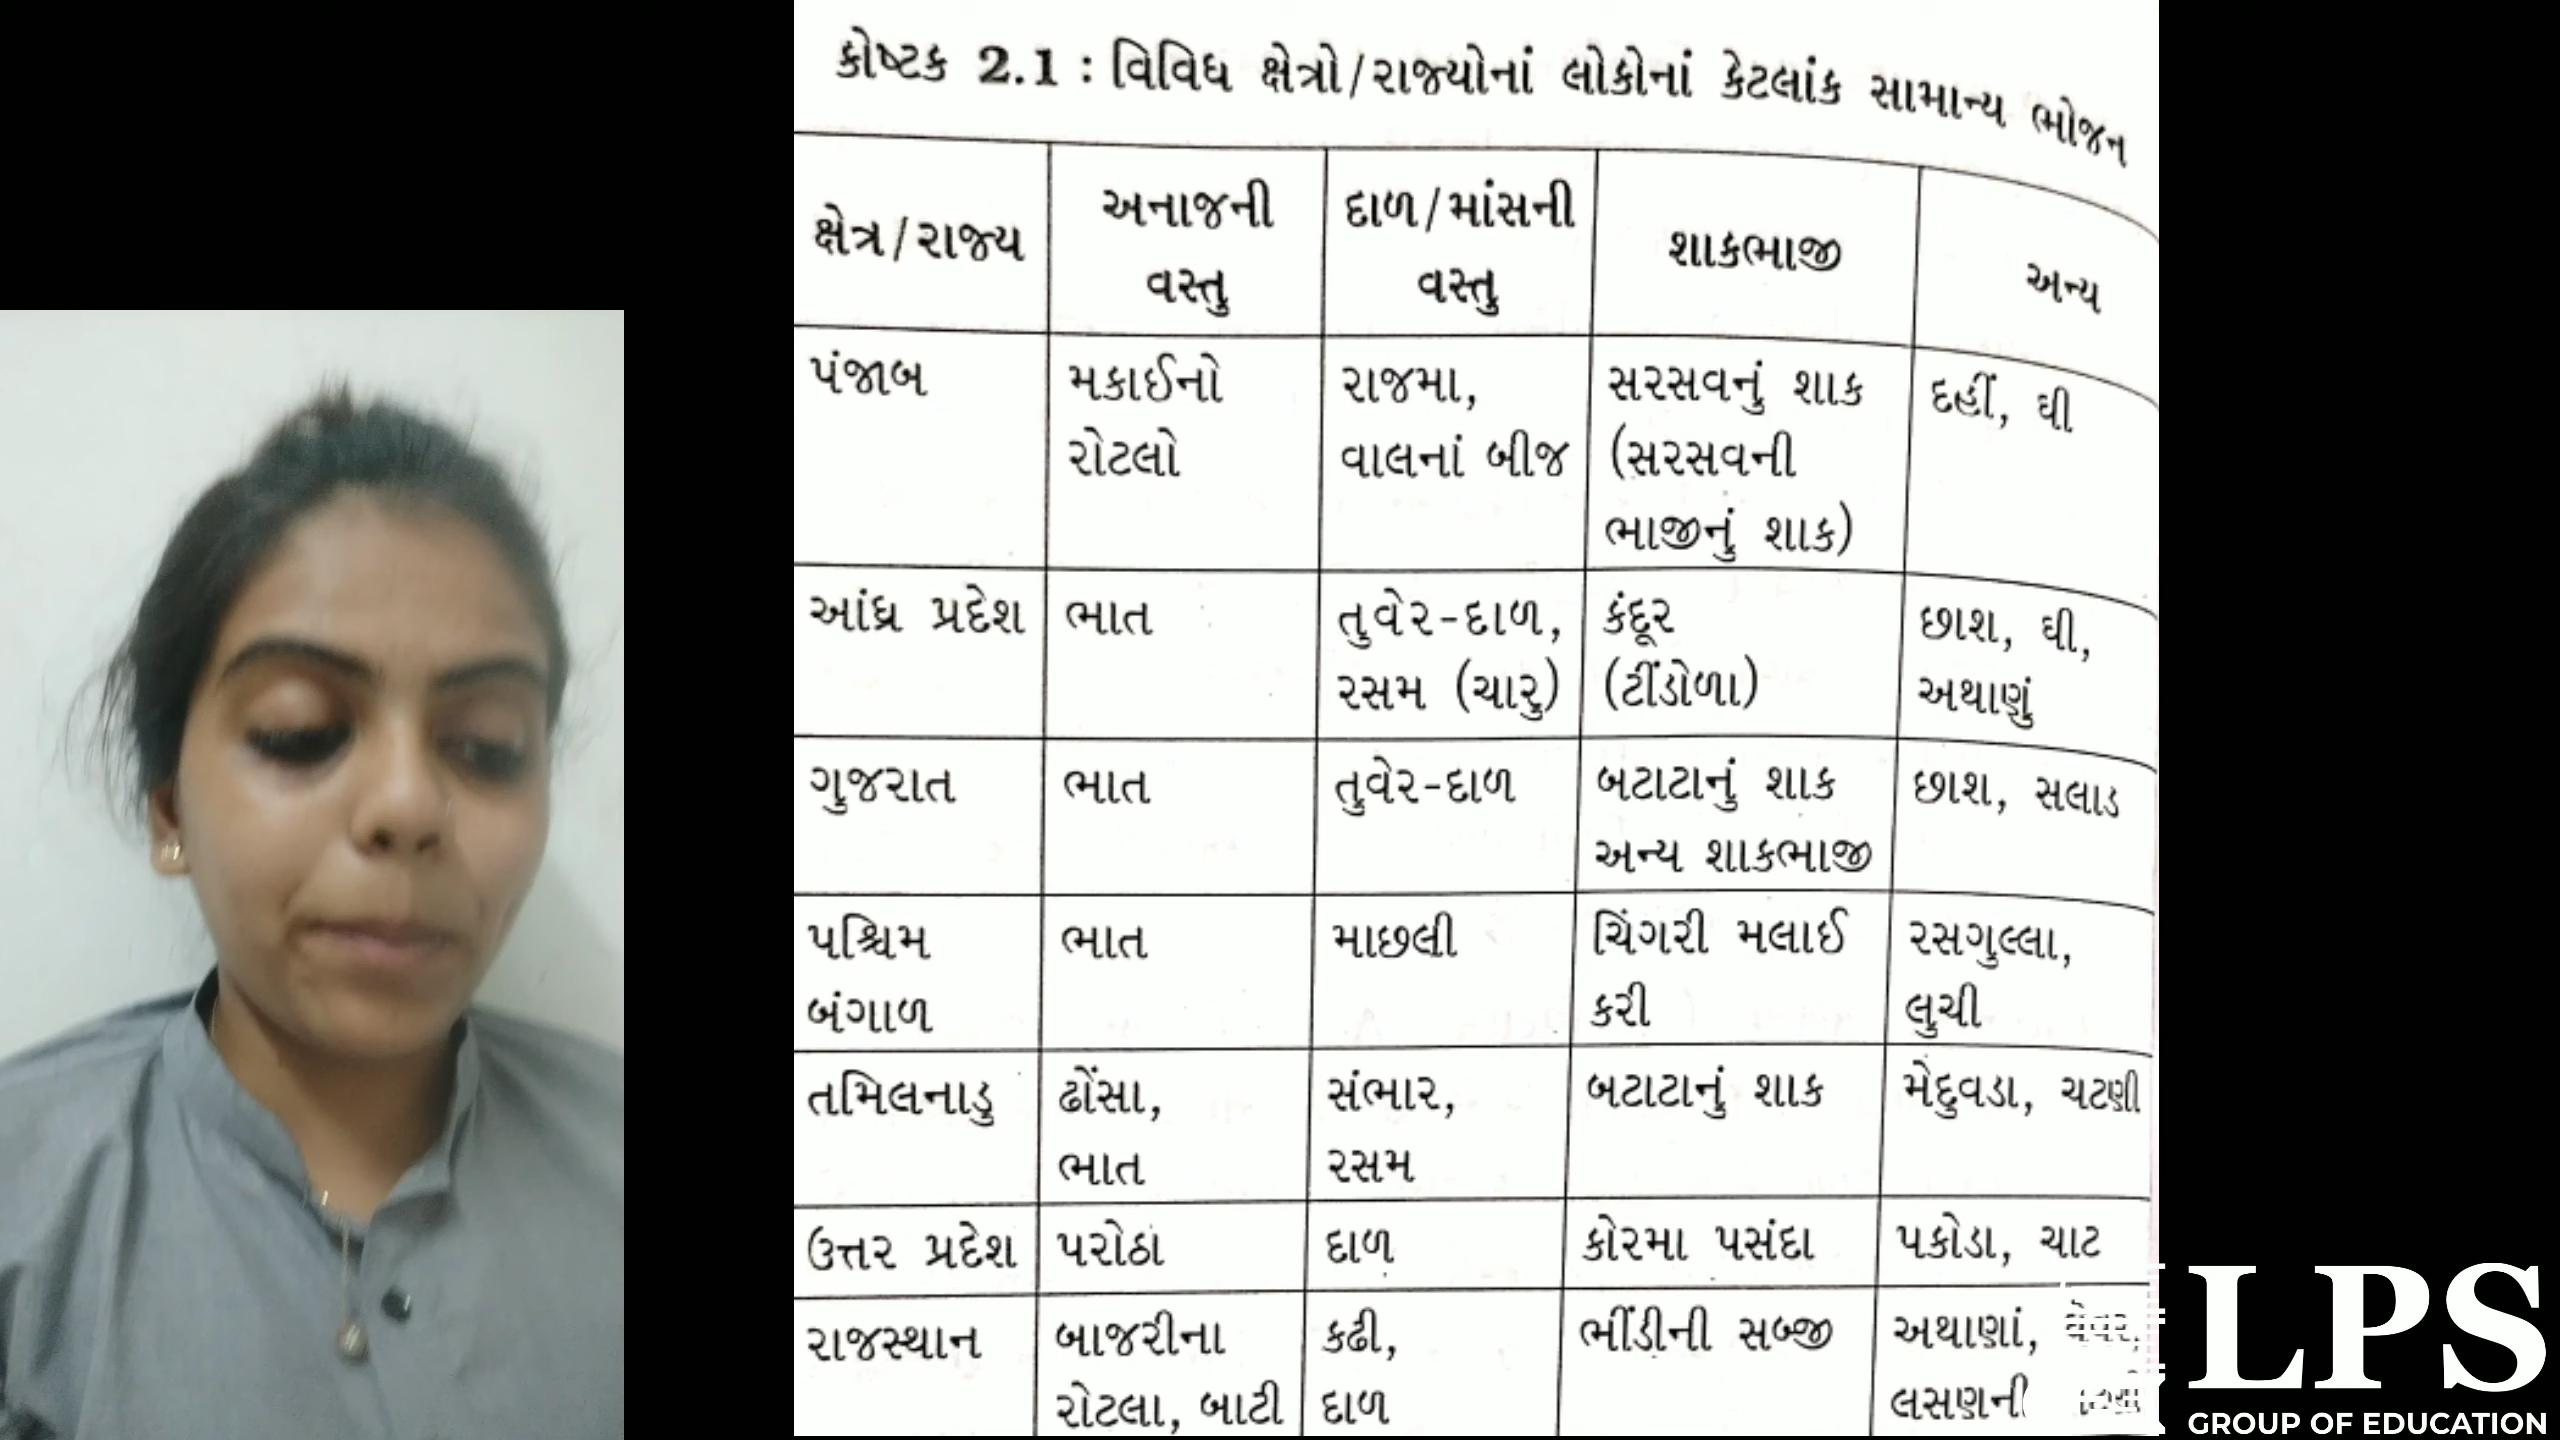 કોષ્ટક 2.1 : વિવિધ ક્ષેત્રો/રાજ્યોનાં લોકોનાં કેટલાંક સામાન્ય ભોજન
ક્ષેત્ર/રાજ્ય
અનાજની
વસ્તુ
દાળ/માંસની
વસ્તુ
શાકભાજી
અન્ય
પંજાબ
મકાઈનો
રોટલો
રાજમા,
વાલનાં બીજ
સરસવનું શાક
(સરસવની
ભાજીનું શાક)
દહીં, ઘી
આંધ્ર પ્રદેશ
ભાત
તુવેર-દાળ,
રસમ (ચારુ)
કંદૂર
(ટીંડોળા)
છાશ, ઘી,
અથાણું
ગુજરાત
ભાત
તુવેર-દાળ
બટાટાનું શાક
અન્ય શાકભાજી
છાશ, સલાડ
પશ્ચિમ
બંગાળ
ભાત
માછલી
ચિંગરી મલાઈ
કરી
રસગુલ્લા,
લુચી
તમિલનાડુ
ઢોંસા,
ભાત
સંભાર,
રસમ
બટાટાનું શાક
મેદુવડા, ચટણી
ઉત્તર પ્રદેશ
પરોઠા
દાળ
કોરમા પસંદા
પકોડા, ચાટ
રાજસ્થાન
બાજરીના
રોટલા, બાટી
કઢી,
દાળ
ભીંડીની સબ્જી
અથાણાં,
લસણની
LPS
GROUP OF EDUCATION